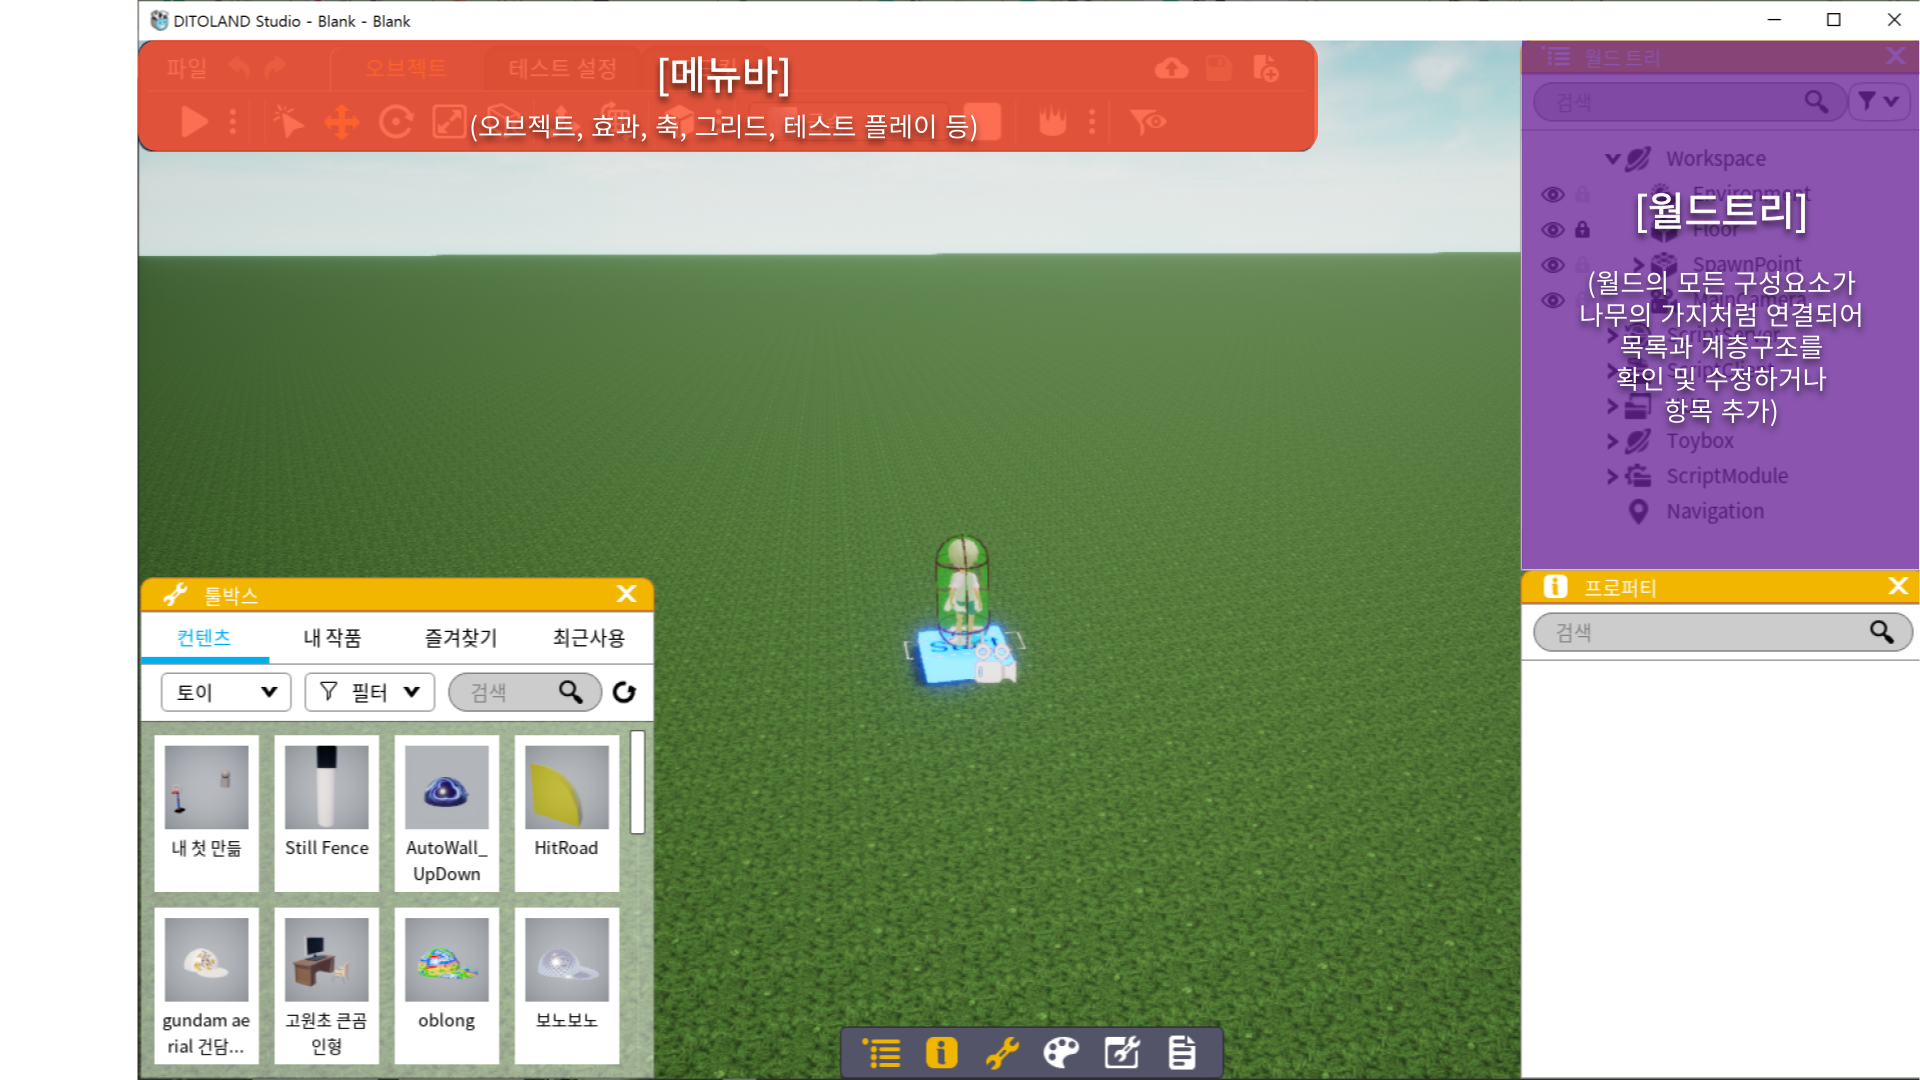 DITOLAND Studio - Blank - Blank
파일
오브젝트
테스트 설정
[메뉴바]
(오브젝트, 효과, 축, 그리드, 테스트 플레이 등)
월드 트리
검색
Workspace
Environment
[월드트리]
Floor
SpawnPoint
(월드의 모든 구성요소가
MainCamera
나무의 가지처럼 연결되어
ScriptServer
목록과 계층구조를
확인 및 수정하거나
항목 추가)
Toybox
ScriptModule
Navigation
프로퍼티
검색
툴박스
컨텐츠
내 작품
즐겨찾기
최근사용
토이
필터
검색
내 첫 만듦
Still Fence
AutoWall_
UpDown
HitRoad
gundam ae
rial 건담...
고원초 큰곰
인형
oblong
보노보노
Start